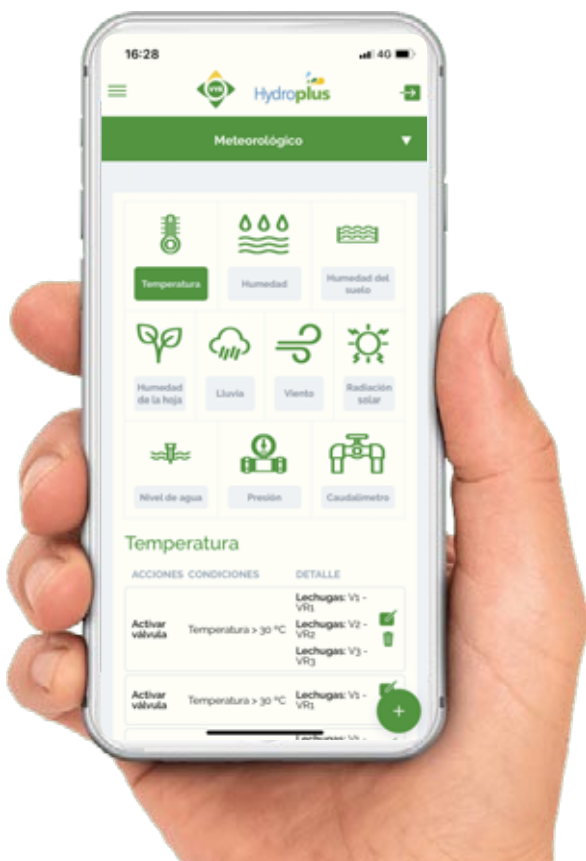 16:28
4G
VYR
Hydroplus
Meteorológico
Temperatura
Humedad
Humedad del
suelo
Humedad
de la hoja
Lluvia
Viento
Radiación
solar
Nivel de agua
Presión
Caudalímetro
Temperatura
ACCIONES CONDICIONES DETALLE
Lechugas: V1 -
VR1
Activar
válvula
Temperatura > 30 ºC
Lechugas: V2 -
VR2
Lechugas: V3 -
VR3
Activar
válvula
Temperatura > 30 ºC
Lechugas: V1 -
VR1
+
Lechugas: V1 -